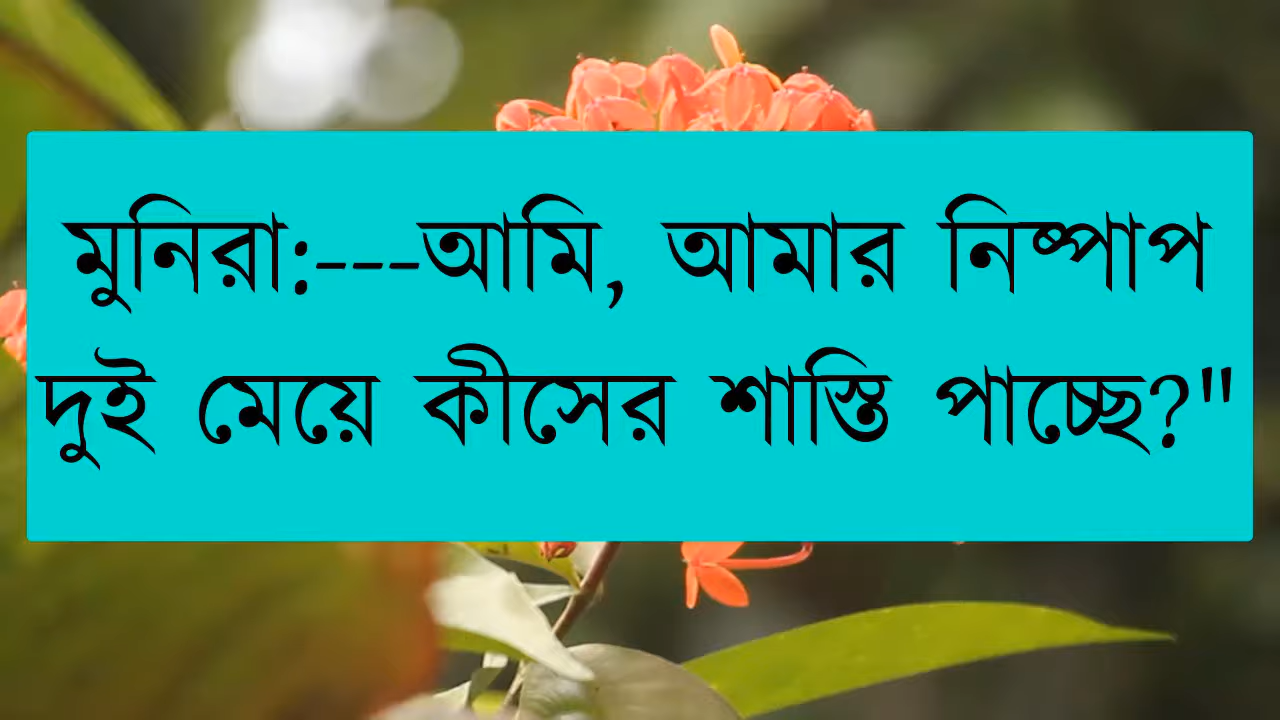 মুনিরা:---আমি, আমার নিষ্পাপ
দুই মেয়ে কীসের শাস্তি পাচ্ছে?"